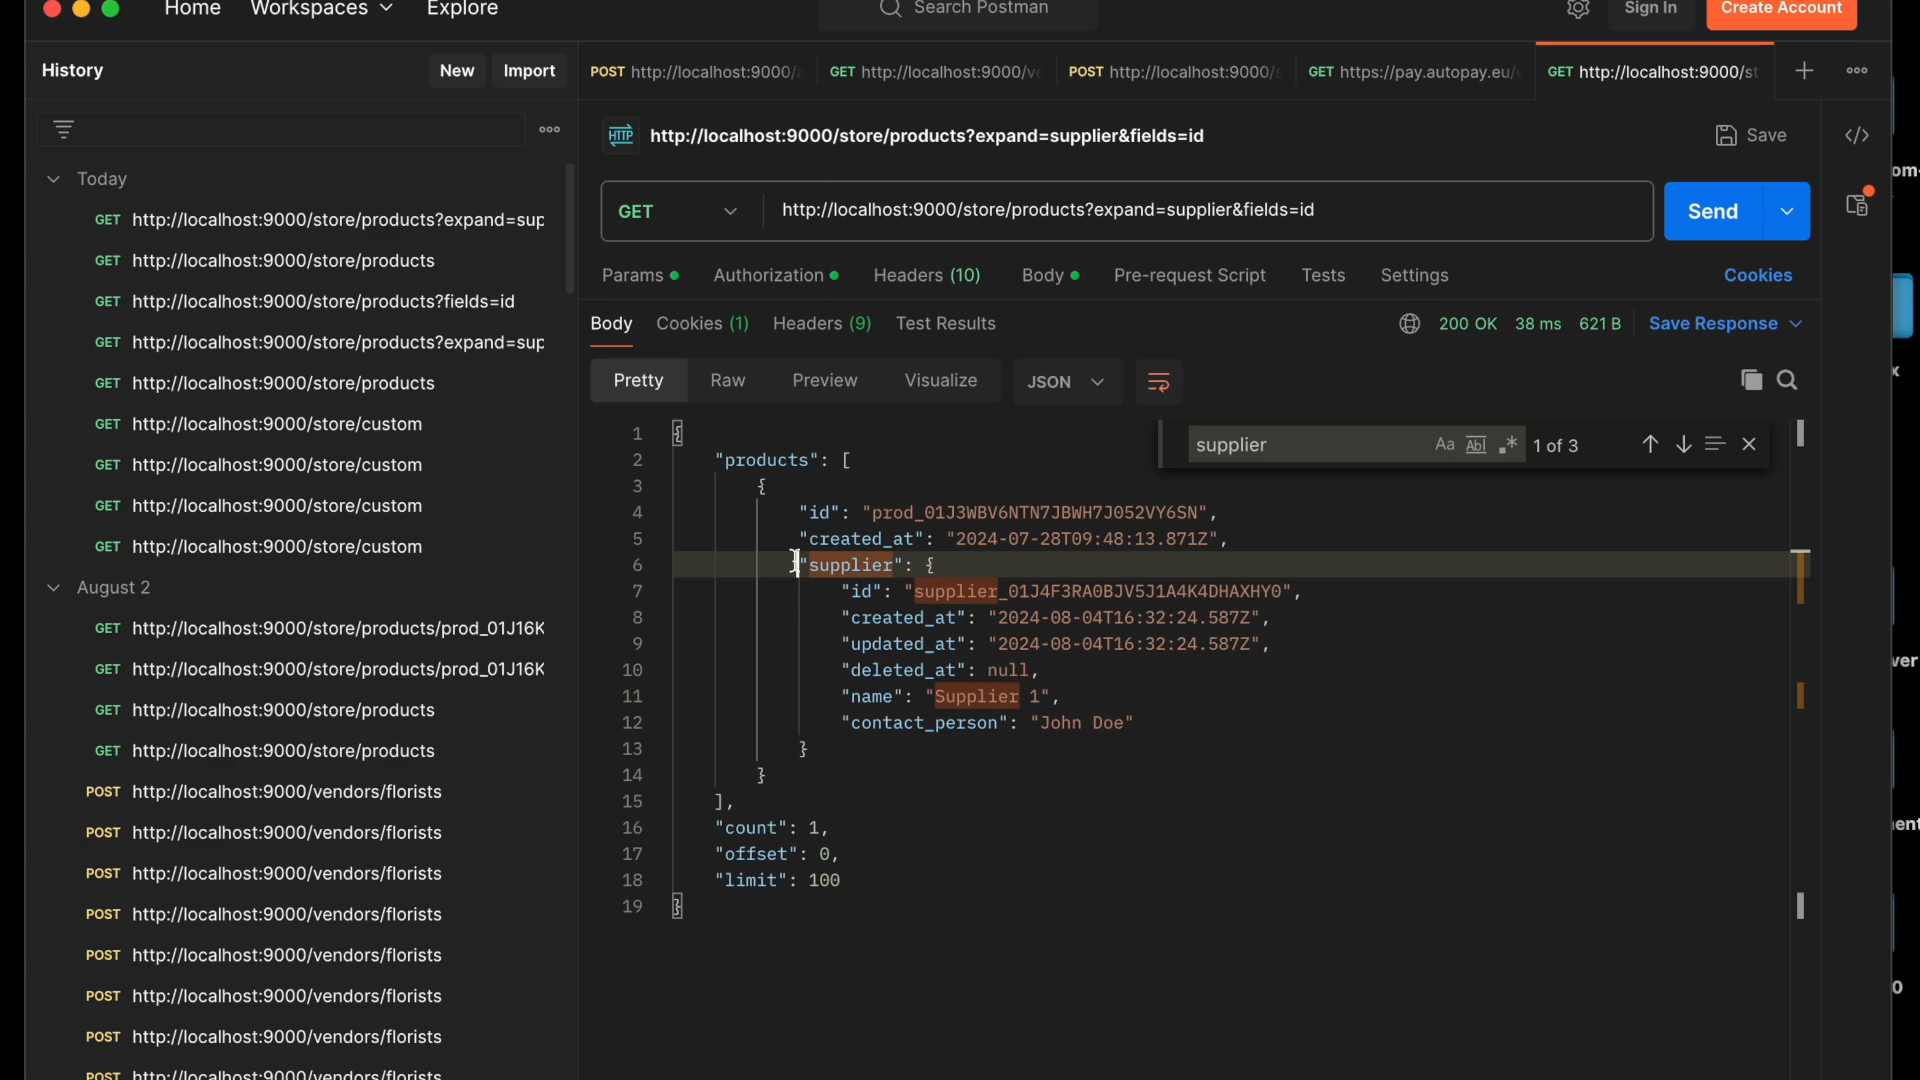 Home
Workspaces
Explore
Search Postman
Sign In
Create Account
History
New
Import
POST http://localhost:9000/
GET http://localhost:9000/ve
POST http://localhost:9000/s
GET https://pay.autopay.eu/
GET http://localhost:9000/st
HTTP
http://localhost:9000/store/products?expand=supplier&fields=id
Save
Today
GET http://localhost:9000/store/products?expand=sup
GET http://localhost:9000/store/products
GET http://localhost:9000/store/products?fields=id
GET http://localhost:9000/store/products?expand=sup
GET http://localhost:9000/store/products
GET http://localhost:9000/store/custom
GET http://localhost:9000/store/custom
GET http://localhost:9000/store/custom
GET http://localhost:9000/store/custom
August 2
GET http://localhost:9000/store/products/prod_01J16K
GET http://localhost:9000/store/products/prod_01J16K
GET http://localhost:9000/store/products
GET http://localhost:9000/store/products
POST http://localhost:9000/vendors/florists
POST http://localhost:9000/vendors/florists
POST http://localhost:9000/vendors/florists
POST http://localhost:9000/vendors/florists
POST http://localhost:9000/vendors/florists
POST http://localhost:9000/vendors/florists
POST http://localhost:9000/vendors/florists
POST http://localhost:9000/vendors/florists
GET
http://localhost:9000/store/products?expand=supplier&fields=id
Send
Params
Authorization
Headers (10)
Body
Pre-request Script
Tests
Settings
Cookies
Body
Cookies (1)
Headers (9)
Test Results
200 OK
38 ms
621 B
Save Response
Pretty
Raw
Preview
Visualize
JSON
supplier
Aa
Abl
.*
1 of 3
1 {
2 "products": [
3 {
4 "id": "prod_01J3WBV6NTN7JBWH7J052VY6SN",
5 "created_at": "2024-07-28T09:48:13.871Z",
6 "supplier": {
7 "id": "supplier_01J4F3RA0BJV5J1A4K4DHAXHY0",
8 "created_at": "2024-08-04T16:32:24.587Z",
9 "updated_at": "2024-08-04T16:32:24.587Z",
10 "deleted_at": null,
11 "name": "Supplier 1",
12 "contact_person": "John Doe"
13 }
14 }
15 ],
16 "count": 1,
17 "offset": 0,
18 "limit": 100
19 }
om-
x
ver
ent
0